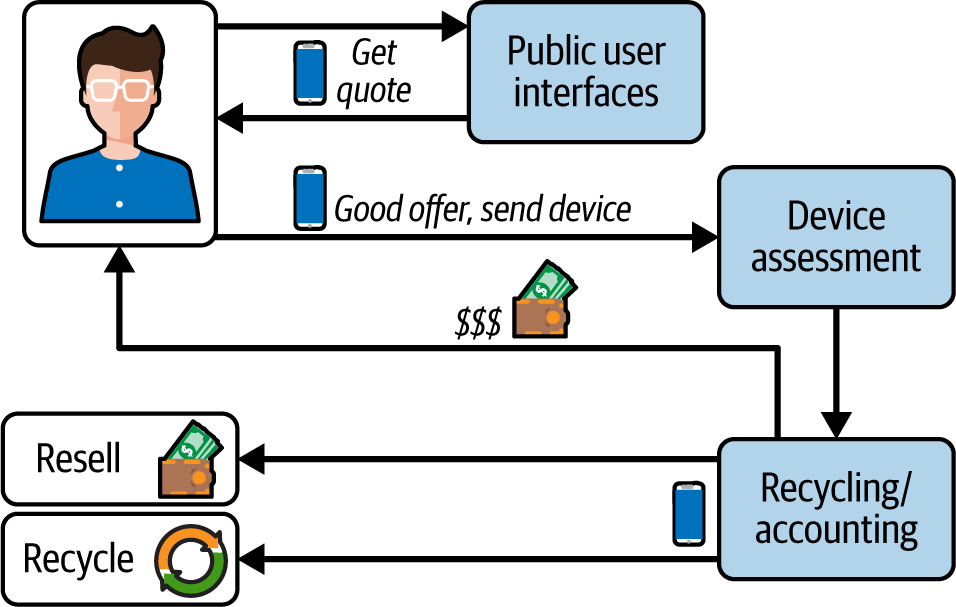 Get
quote
Public user
interfaces
Good offer, send device
Device
assessment
$$$
Resell
Recycle
Recycling/
accounting